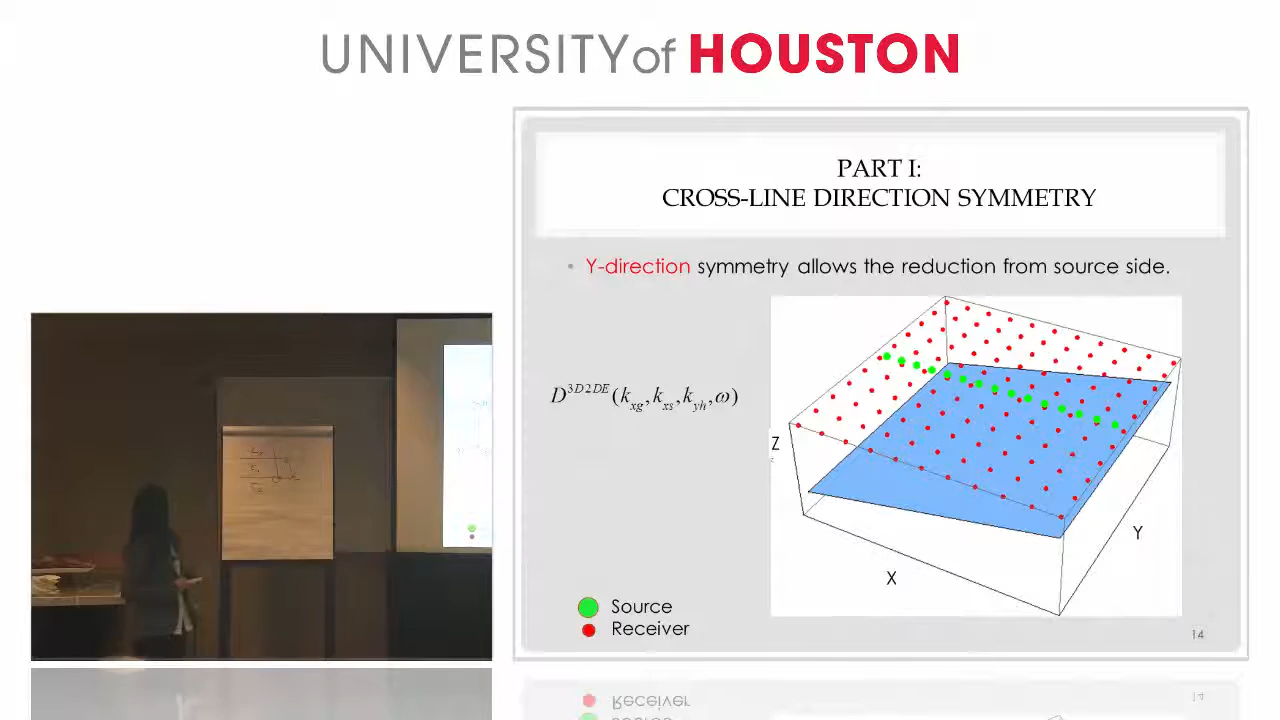 UNIVERSITY of HOUSTON
PART I:
CROSS-LINE DIRECTION SYMMETRY
• Y-direction symmetry allows the reduction from source side.
D^{3D2DE}(k_{xg},k_{xs},k_{yh},ω)
Z
Y
X
Source
Receiver
14